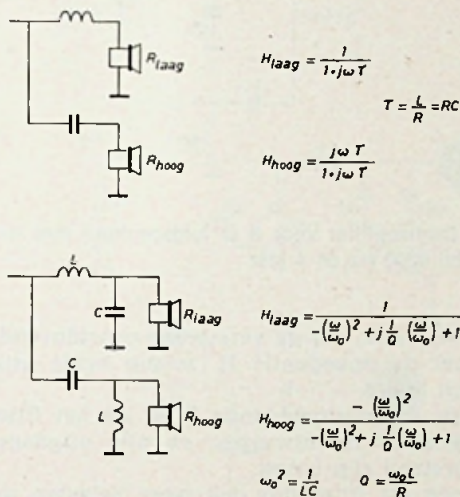 R_laag
H_laag = 1 / (1+jωT)
T = L/R = RC
R_hoog
H_hoog = jωT / (1+jωT)
L
C
R_laag
H_laag = 1 / (-(ω/ω₀)² + j 1/Q (ω/ω₀) + 1)
C
L
R_hoog
H_hoog = -(ω/ω₀)² / (-(ω/ω₀)² + j 1/Q (ω/ω₀) + 1)
ω₀² = 1/LC Q = ω₀L/R